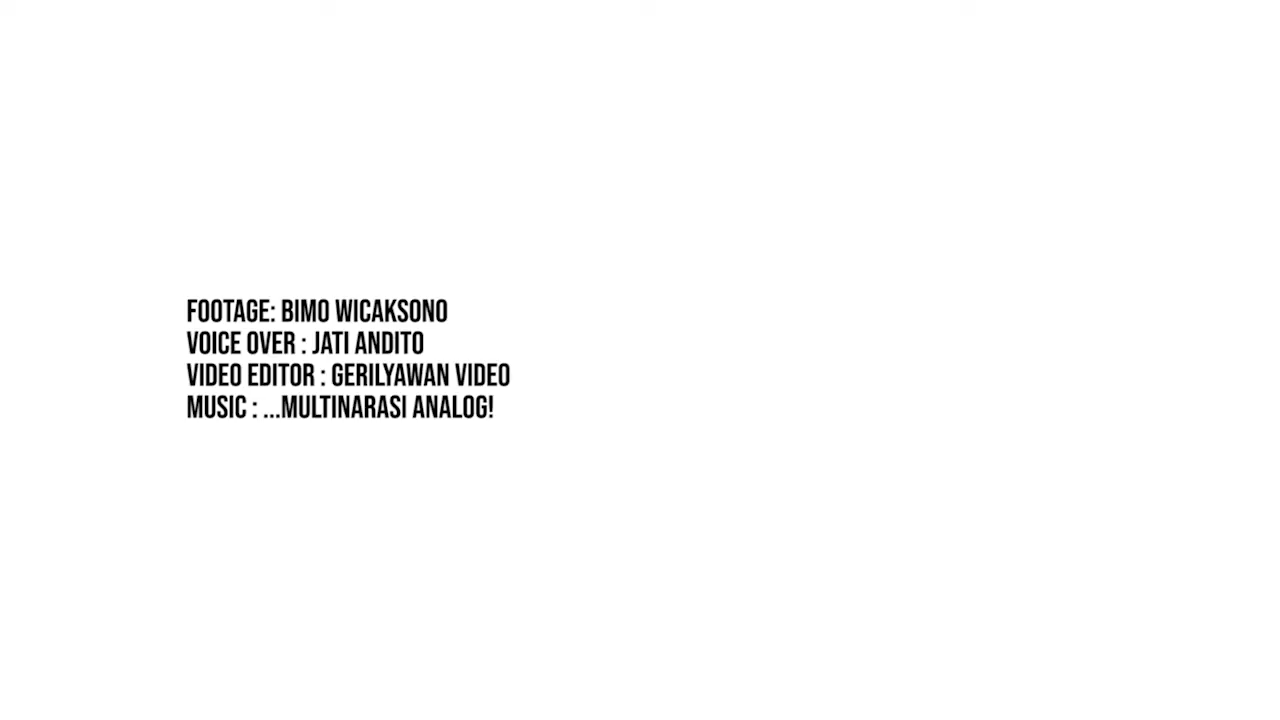 FOOTAGE: BIMO WICAKSONO
VOICE OVER : JATI ANDITO
VIDEO EDITOR : GERILYAWAN VIDEO
MUSIC : ...MULTINARASI ANALOG!